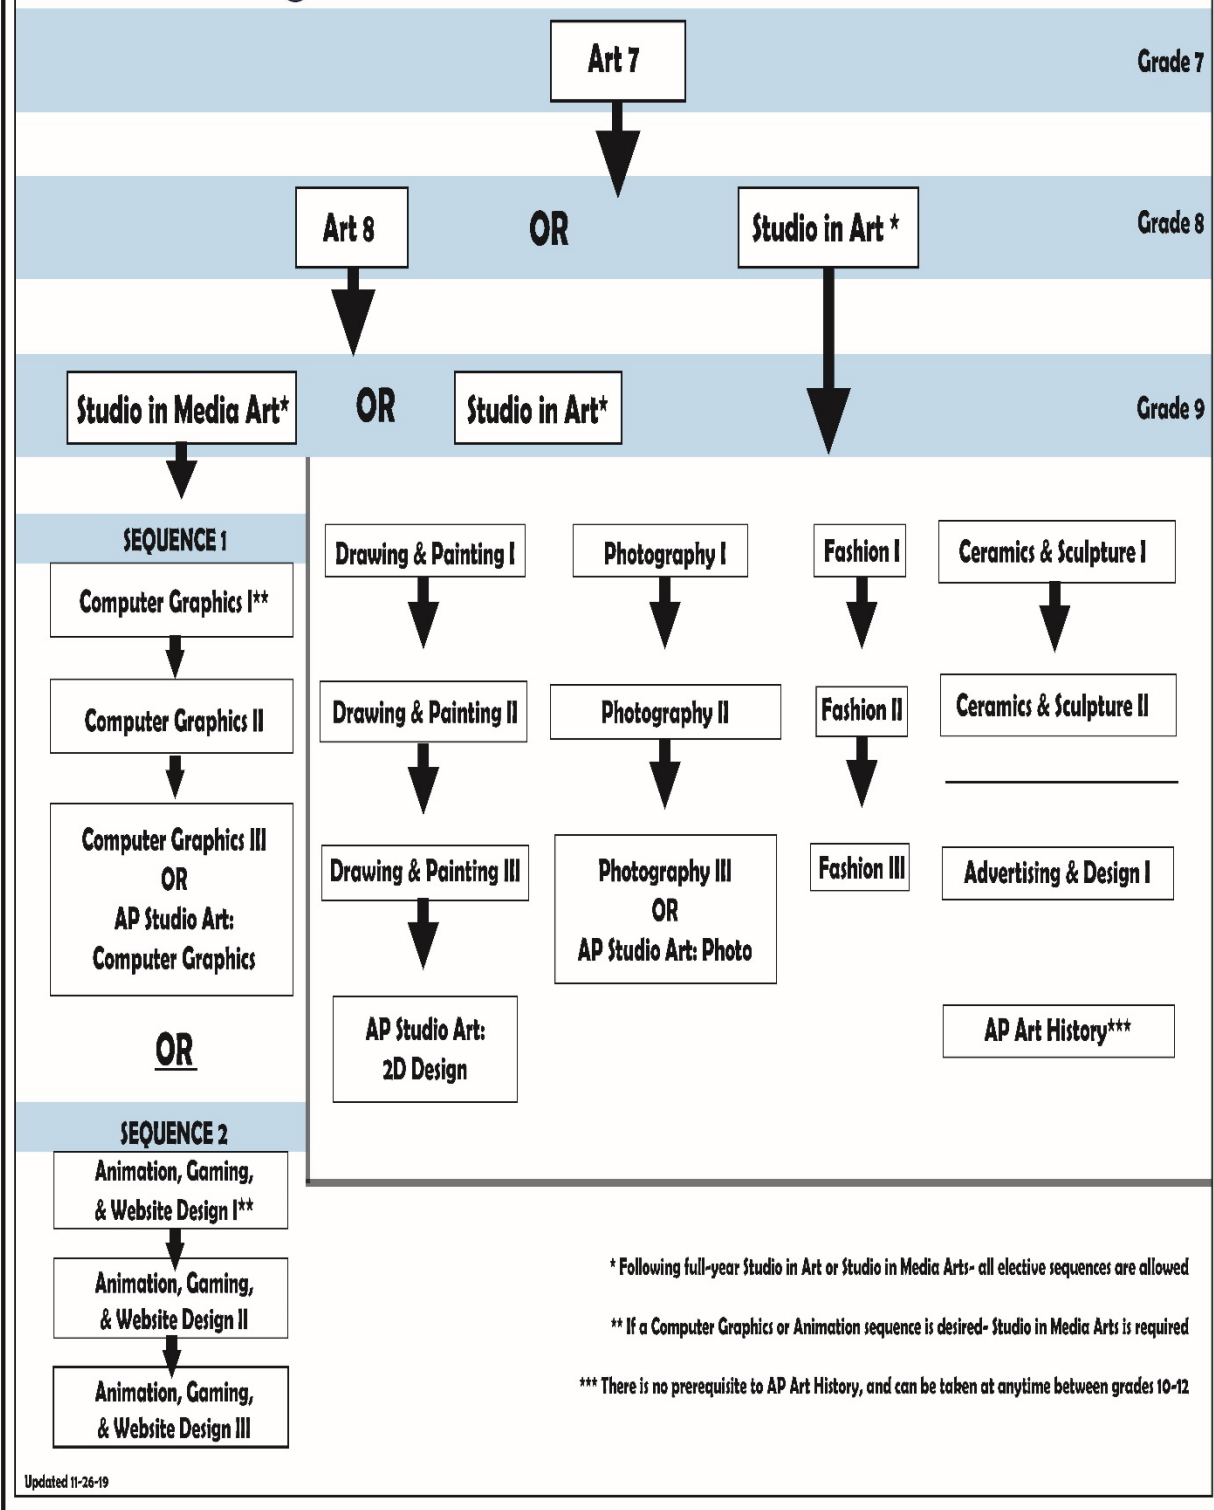 Art 7
Grade 7
Art 8
OR
Studio in Art *
Grade 8
Studio in Media Art*
OR
Studio in Art*
Grade 9
SEQUENCE 1
Computer Graphics I**
Computer Graphics II
Computer Graphics III
OR
AP Studio Art:
Computer Graphics
OR
SEQUENCE 2
Animation, Gaming,
& Website Design I**
Animation, Gaming,
& Website Design II
Animation, Gaming,
& Website Design III
Drawing & Painting I
Drawing & Painting II
Drawing & Painting III
AP Studio Art:
2D Design
Photography I
Photography II
Photography III
OR
AP Studio Art: Photo
Fashion I
Fashion II
Fashion III
Ceramics & Sculpture I
Ceramics & Sculpture II
Advertising & Design I
AP Art History***
* Following full-year Studio in Art or Studio in Media Arts- all elective sequences are allowed
** If a Computer Graphics or Animation sequence is desired- Studio in Media Arts is required
*** There is no prerequisite to AP Art History, and can be taken at anytime between grades 10-12
Updated 11-26-19